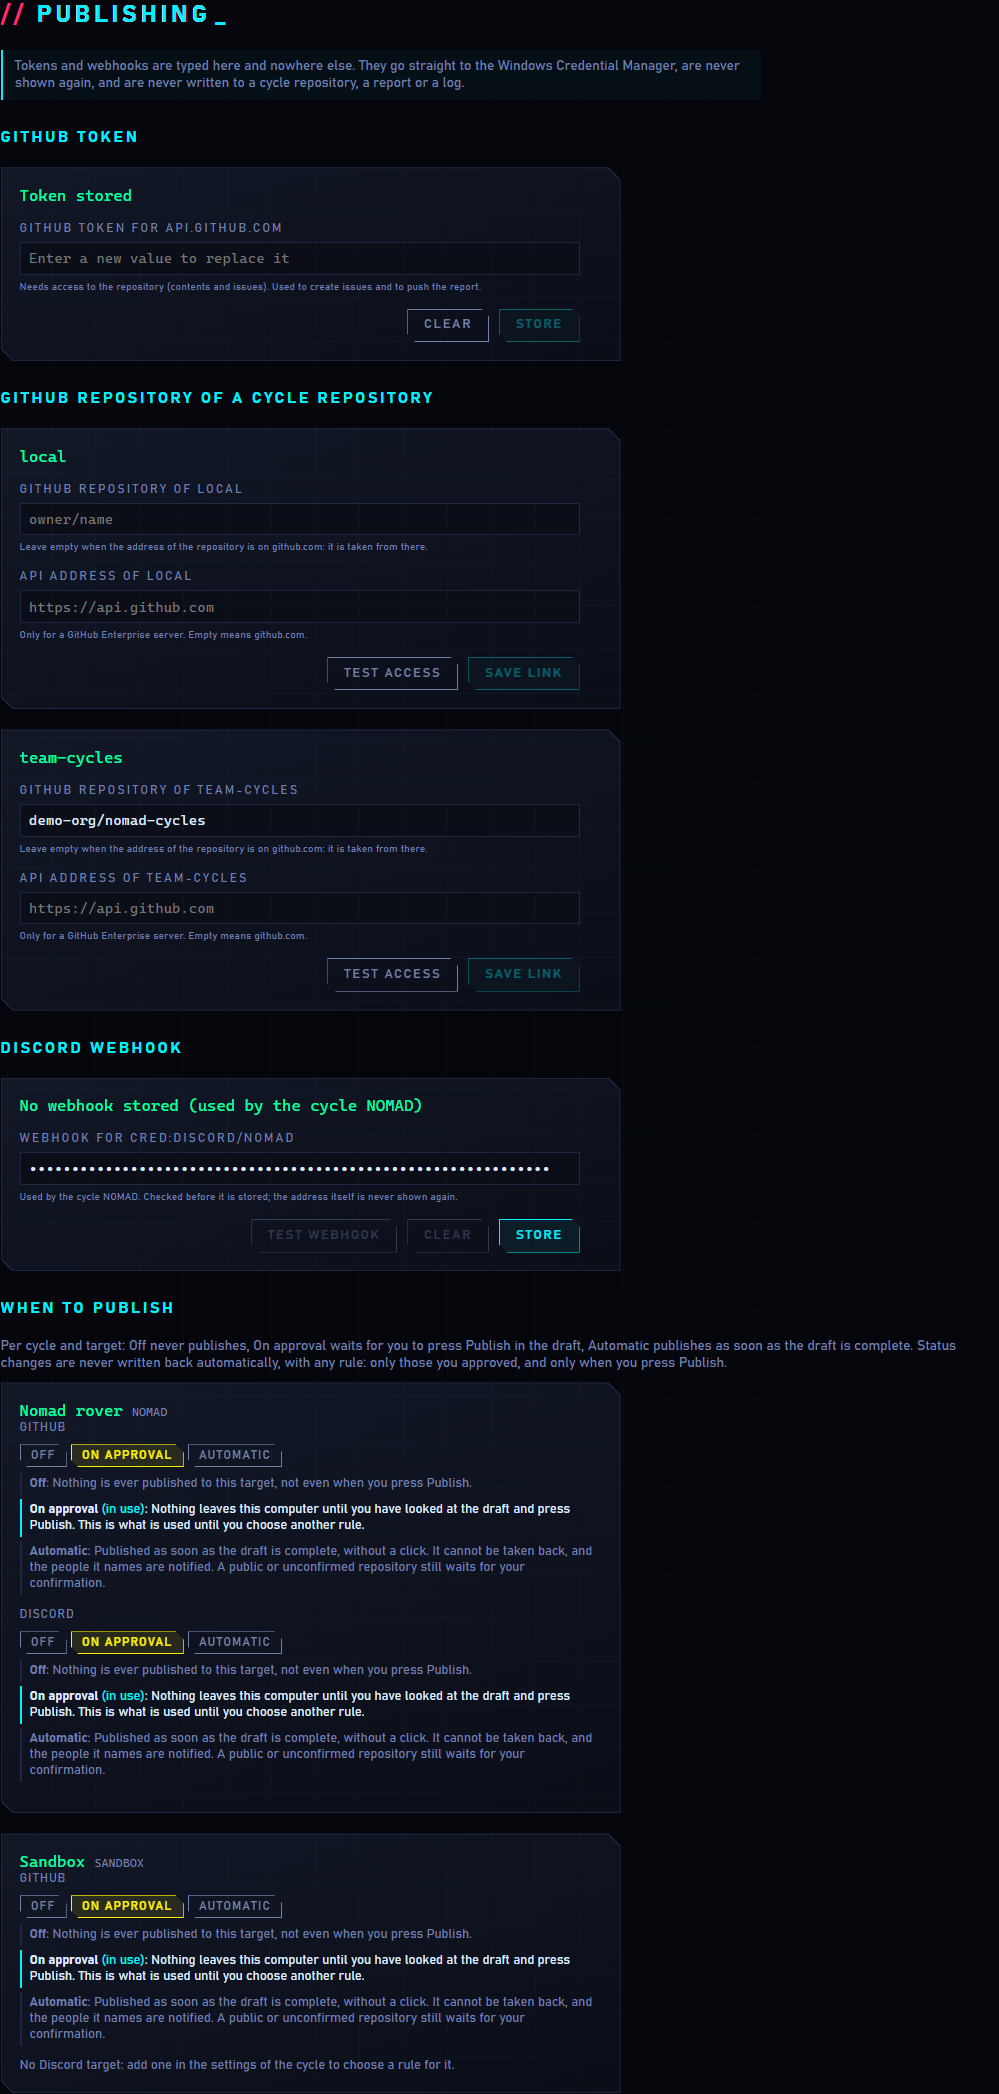 // PUBLISHING_
Tokens and webhooks are typed here and nowhere else. They go straight to the Windows Credential Manager, are never
shown again, and are never written to a cycle repository, a report or a log.
GITHUB TOKEN
Token stored
GITHUB TOKEN FOR API.GITHUB.COM
Enter a new value to replace it
Needs access to the repository (contents and issues). Used to create issues and to push the report.
CLEAR STORE
GITHUB REPOSITORY OF A CYCLE REPOSITORY
local
GITHUB REPOSITORY OF LOCAL
owner/name
Leave empty when the address of the repository is on github.com: it is taken from there.
API ADDRESS OF LOCAL
https://api.github.com
Only for a GitHub Enterprise server. Empty means github.com.
TEST ACCESS SAVE LINK
team-cycles
GITHUB REPOSITORY OF TEAM-CYCLES
demo-org/nomad-cycles
Leave empty when the address of the repository is on github.com: it is taken from there.
API ADDRESS OF TEAM-CYCLES
https://api.github.com
Only for a GitHub Enterprise server. Empty means github.com.
TEST ACCESS SAVE LINK
DISCORD WEBHOOK
No webhook stored (used by the cycle NOMAD)
WEBHOOK FOR CRED:DISCORD/NOMAD
Used by the cycle NOMAD. Checked before it is stored; the address itself is never shown again.
TEST WEBHOOK CLEAR STORE
WHEN TO PUBLISH
Per cycle and target: Off never publishes, On approval waits for you to press Publish in the draft, Automatic publishes as soon as the draft is complete. Status
changes are never written back automatically, with any rule: only those you approved, and only when you press Publish.
Nomad rover NOMAD
GITHUB
OFF ON APPROVAL AUTOMATIC
Off: Nothing is ever published to this target, not even when you press Publish.
On approval (in use): Nothing leaves this computer until you have looked at the draft and press
Publish. This is what is used until you choose another rule.
Automatic: Published as soon as the draft is complete, without a click. It cannot be taken back, and
the people it names are notified. A public or unconfirmed repository still waits for your
confirmation.
DISCORD
OFF ON APPROVAL AUTOMATIC
Off: Nothing is ever published to this target, not even when you press Publish.
On approval (in use): Nothing leaves this computer until you have looked at the draft and press
Publish. This is what is used until you choose another rule.
Automatic: Published as soon as the draft is complete, without a click. It cannot be taken back, and
the people it names are notified. A public or unconfirmed repository still waits for your
confirmation.
Sandbox SANDBOX
GITHUB
OFF ON APPROVAL AUTOMATIC
Off: Nothing is ever published to this target, not even when you press Publish.
On approval (in use): Nothing leaves this computer until you have looked at the draft and press
Publish. This is what is used until you choose another rule.
Automatic: Published as soon as the draft is complete, without a click. It cannot be taken back, and
the people it names are notified. A public or unconfirmed repository still waits for your
confirmation.
No Discord target: add one in the settings of the cycle to choose a rule for it.